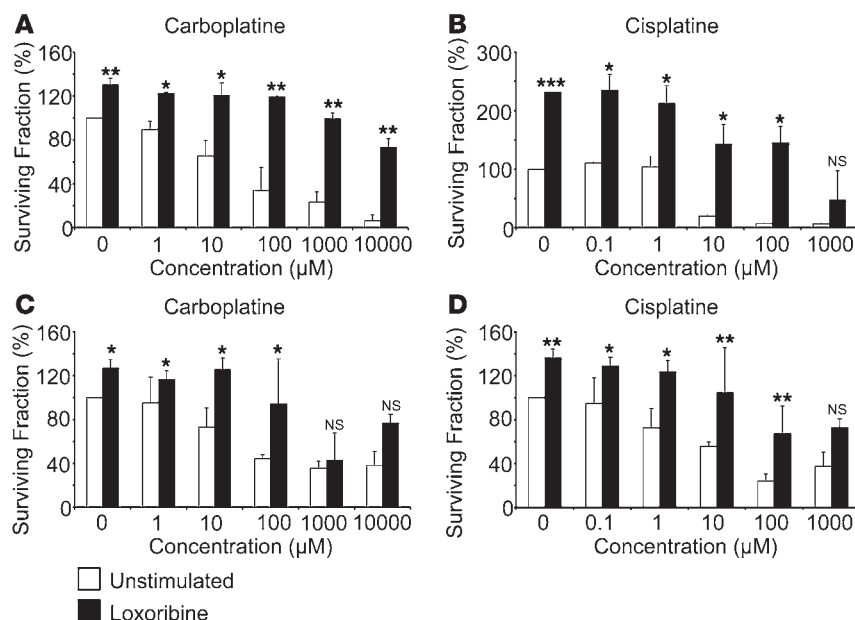 A
Carboplatine
Surviving Fraction (%)
160
120
80
40
0
** * * ** ** **
0 1 10 100 1000 10000
Concentration (µM)
B
Cisplatine
Surviving Fraction (%)
300
200
100
0
*** * * * * NS
0 0.1 1 10 100 1000
Concentration (µM)
C
Carboplatine
Surviving Fraction (%)
160
120
80
40
0
* * * * NS NS
0 1 10 100 1000 10000
Concentration (µM)
D
Cisplatine
Surviving Fraction (%)
160
120
80
40
0
** * * ** ** NS
0 0.1 1 10 100 1000
Concentration (µM)
Unstimulated
Loxoribine